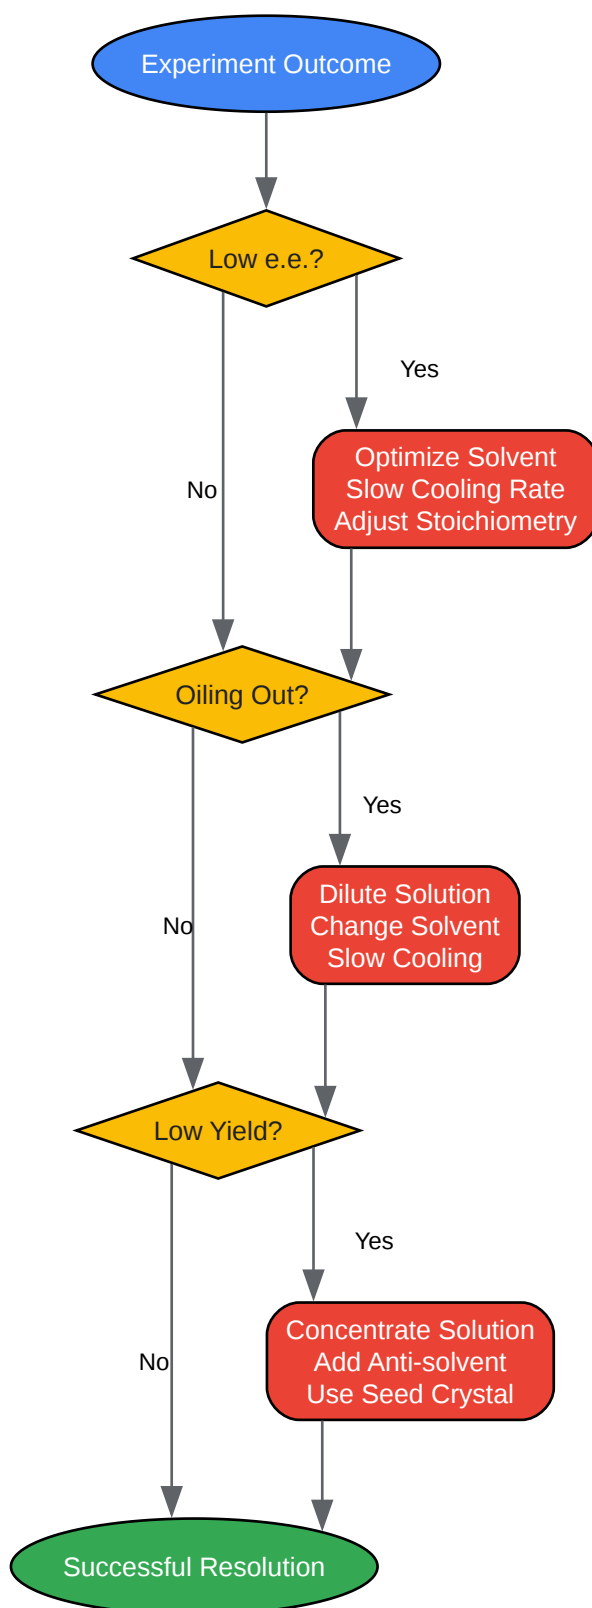 Experiment Outcome
Low e.e.?
Yes
No
Optimize Solvent
Slow Cooling Rate
Adjust Stoichiometry
Oiling Out?
Yes
No
Dilute Solution
Change Solvent
Slow Cooling
Low Yield?
Yes
No
Concentrate Solution
Add Anti-solvent
Use Seed Crystal
Successful Resolution